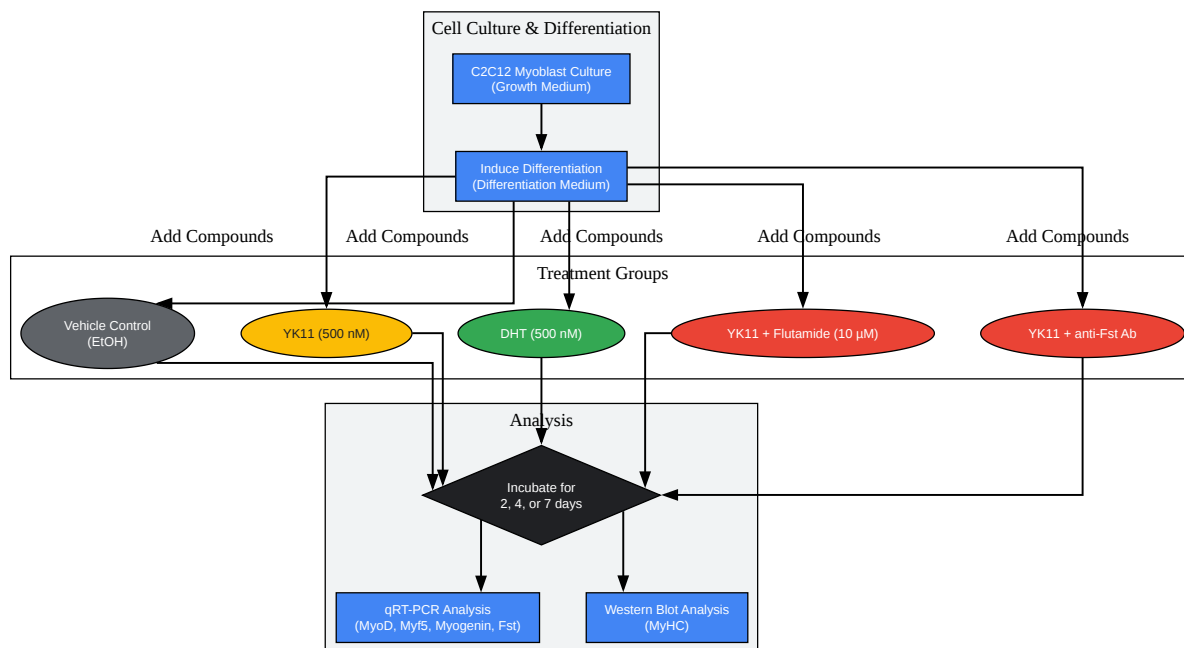 Cell Culture & Differentiation
C2C12 Myoblast Culture
(Growth Medium)
Induce Differentiation
(Differentiation Medium)
Add Compounds
Add Compounds
Add Compounds
Add Compounds
Add Compounds
Treatment Groups
Vehicle Control
(EtOH)
YK11 (500 nM)
DHT (500 nM)
YK11 + Flutamide (10 µM)
YK11 + anti-Fst Ab
Analysis
Incubate for
2, 4, or 7 days
qRT-PCR Analysis
(MyoD, Myf5, Myogenin, Fst)
Western Blot Analysis
(MyHC)